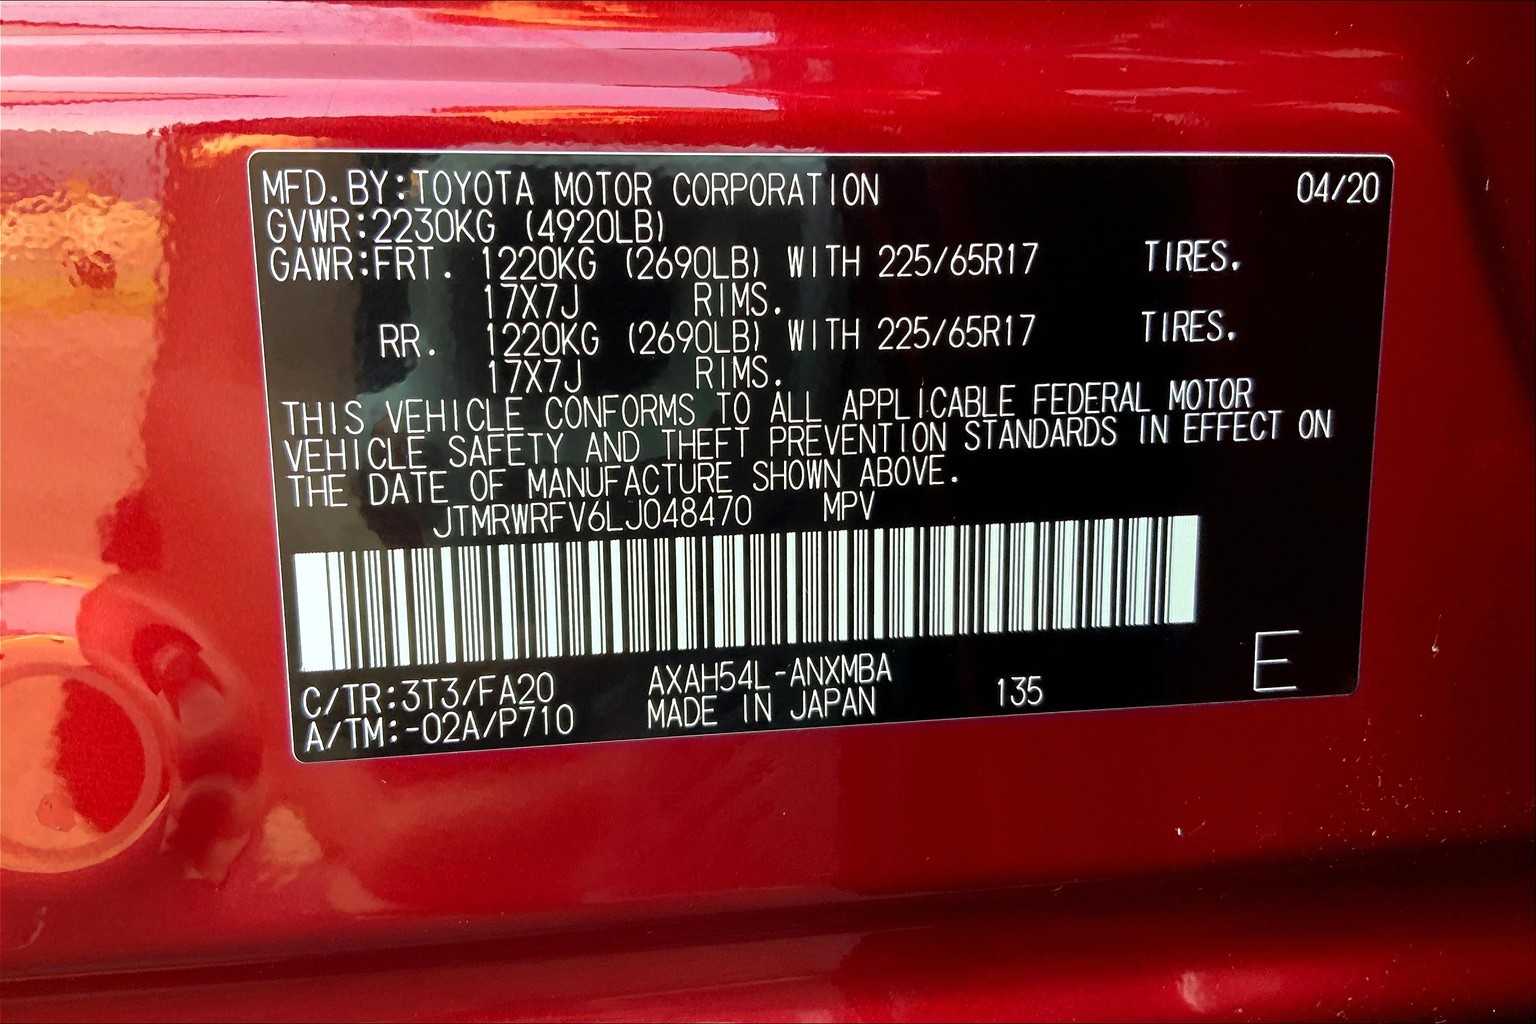 MFD.BY:TOYOTA MOTOR CORPORATION 04/20
GVWR:2230KG (4920LB)
GAWR:FRT. 1220KG (2690LB) WITH 225/65R17 TIRES.
17X7J RIMS.
RR. 1220KG (2690LB) WITH 225/65R17 TIRES.
17X7J RIMS.
THIS VEHICLE CONFORMS TO ALL APPLICABLE FEDERAL MOTOR
VEHICLE SAFETY AND THEFT PREVENTION STANDARDS IN EFFECT ON
THE DATE OF MANUFACTURE SHOWN ABOVE.
JTMRWRFV6LJ048470 MPV
C/TR:3T3/FA20 AXAH54L-ANXMBA
A/TM:-02A/P710 MADE IN JAPAN 135 E